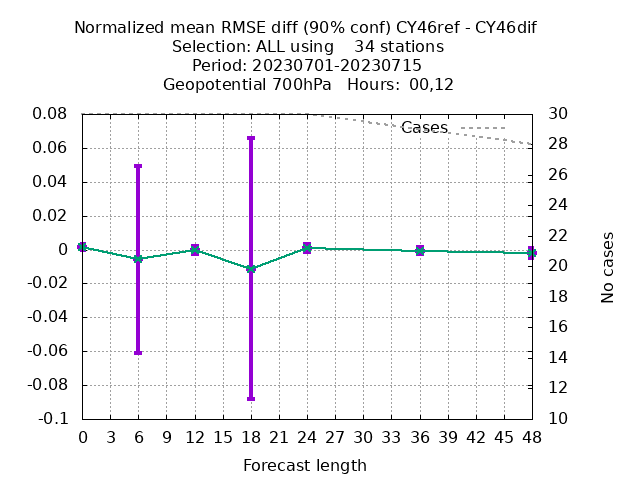 Normalized mean RMSE diff (90% conf) CY46ref - CY46dif
Selection: ALL using    34 stations
Period: 20230701-20230715
Geopotential 700hPa   Hours:  00,12
0.08
0.06
0.04
0.02
0
-0.02
-0.04
-0.06
-0.08
-0.1
Cases
30
28
26
24
22
20
18
16
14
12
10
No cases
0 3 6 9 12 15 18 21 24 27 30 33 36 39 42 45 48
Forecast length